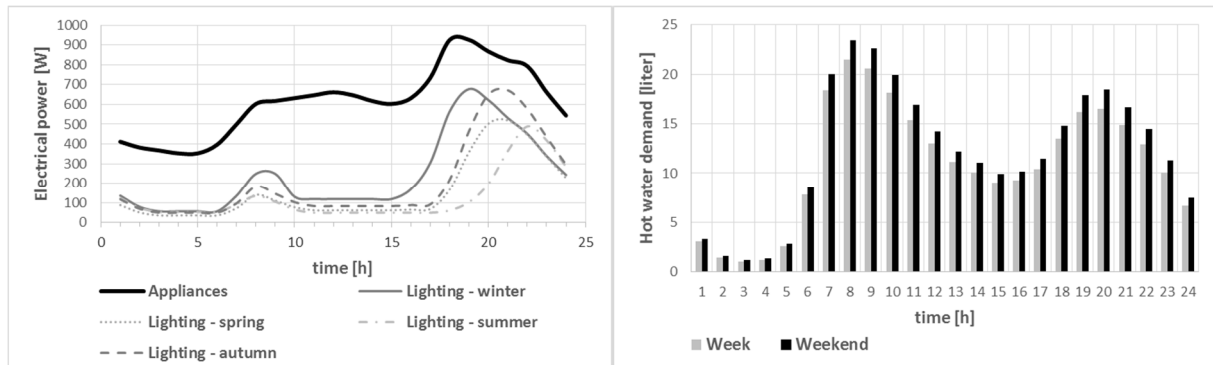 Electrical power [W]
1000
900
800
700
600
500
400
300
200
100
0
0 5 10 15 20 25
time [h]
Appliances Lighting - winter
Lighting - spring Lighting - summer
Lighting - autumn
Hot water demand [liter]
25
20
15
10
5
0
1 2 3 4 5 6 7 8 9 10 11 12 13 14 15 16 17 18 19 20 21 22 23 24
time [h]
Week Weekend